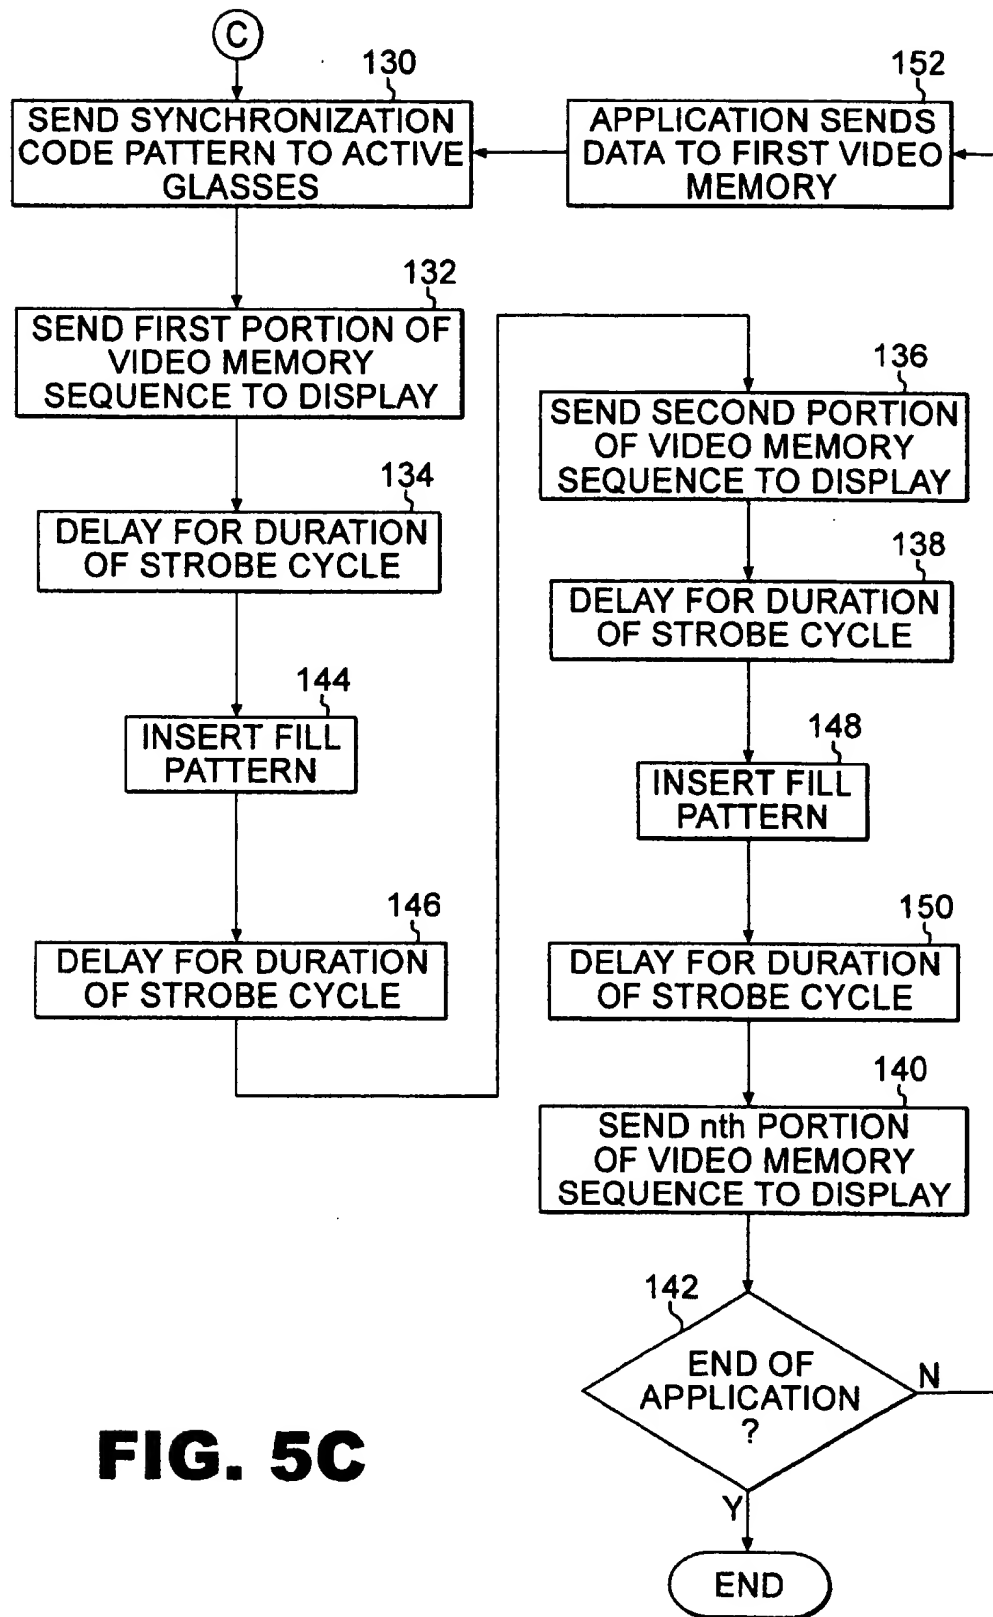 C
130
SEND SYNCHRONIZATION
CODE PATTERN TO ACTIVE
GLASSES
152
APPLICATION SENDS
DATA TO FIRST VIDEO
MEMORY
132
SEND FIRST PORTION OF
VIDEO MEMORY
SEQUENCE TO DISPLAY
134
DELAY FOR DURATION
OF STROBE CYCLE
144
INSERT FILL
PATTERN
146
DELAY FOR DURATION
OF STROBE CYCLE
136
SEND SECOND PORTION
OF VIDEO MEMORY
SEQUENCE TO DISPLAY
138
DELAY FOR DURATION
OF STROBE CYCLE
148
INSERT FILL
PATTERN
150
DELAY FOR DURATION
OF STROBE CYCLE
140
SEND nth PORTION
OF VIDEO MEMORY
SEQUENCE TO DISPLAY
142
END OF
APPLICATION
?
N
Y
END
FIG. 5C